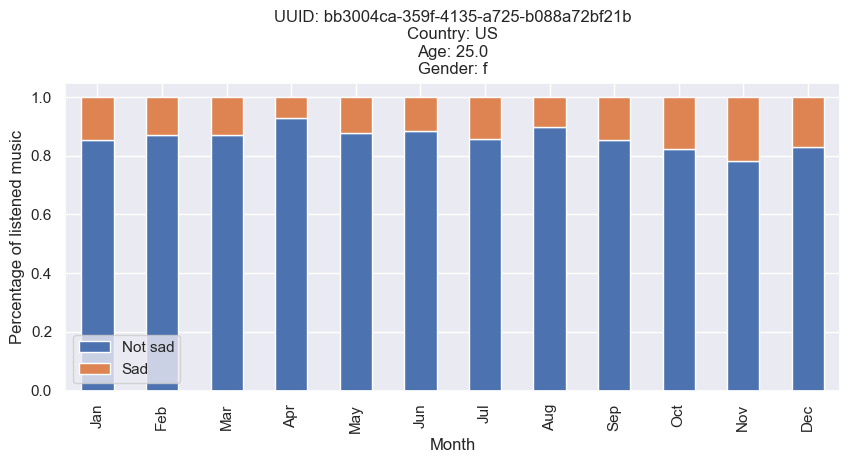 UUID: bb3004ca-359f-4135-a725-b088a72bf21b
Country: US
Age: 25.0
Gender: f
Percentage of listened music
1.0
0.8
0.6
0.4
0.2
0.0
Not sad
Sad
Jan
Feb
Mar
Apr
May
Jun
Jul
Aug
Sep
Oct
Nov
Dec
Month